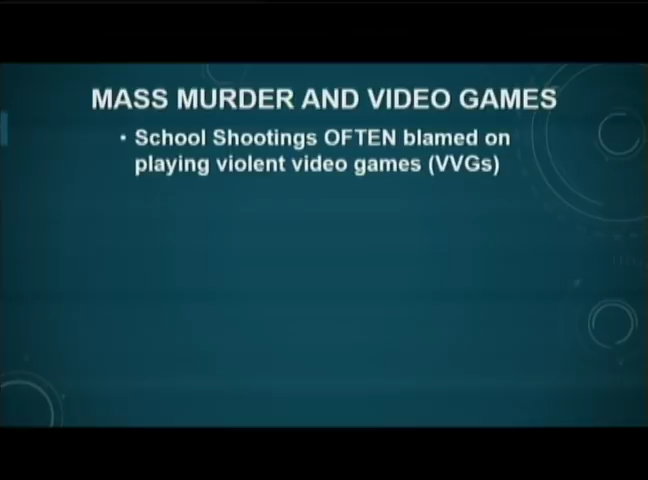 MASS MURDER AND VIDEO GAMES
• School Shootings OFTEN blamed on
playing violent video games (VVGs)